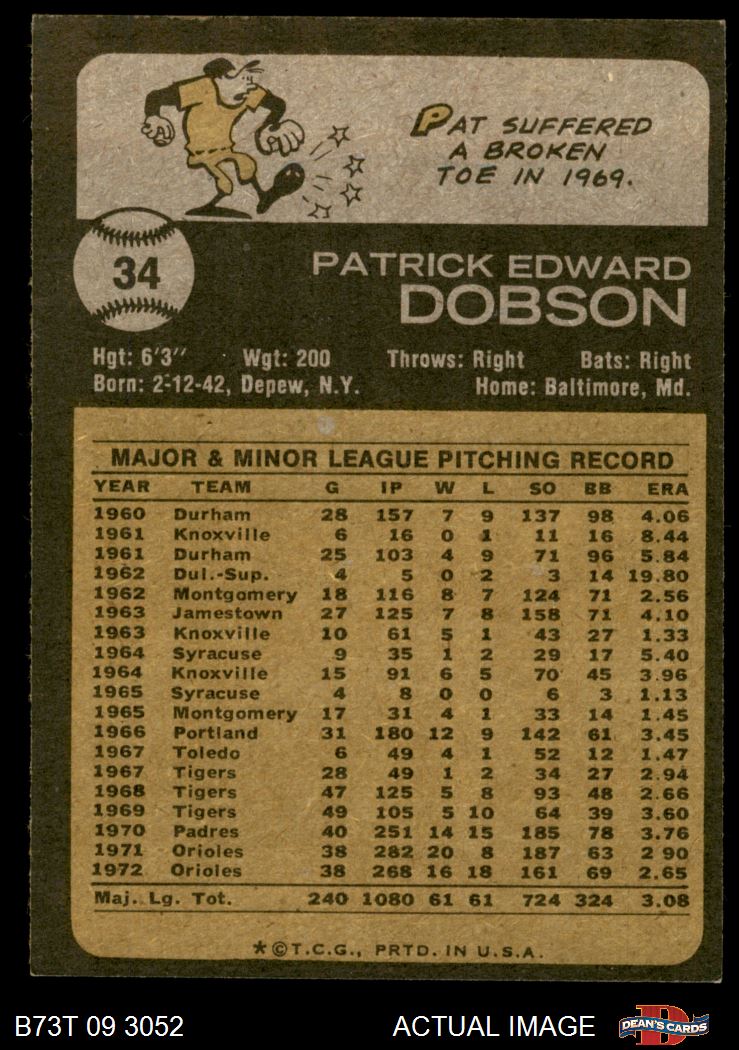 PAT SUFFERED
A BROKEN
TOE IN 1969.
34
PATRICK EDWARD
DOBSON
Hgt: 6'3'' Wgt: 200 Throws: Right Bats: Right
Born: 2-12-42, Depew, N.Y. Home: Baltimore, Md.
MAJOR & MINOR LEAGUE PITCHING RECORD
YEAR TEAM G IP W L SO BB ERA
1960 Durham 28 157 7 9 137 98 4.06
1961 Knoxville 6 16 0 1 11 16 8.44
1961 Durham 25 103 4 9 71 96 5.84
1962 Dul.-Sup. 4 5 0 2 3 14 19.80
1962 Montgomery 18 116 8 7 124 71 2.56
1963 Jamestown 27 125 7 8 158 71 4.10
1963 Knoxville 10 61 5 1 43 27 1.33
1964 Syracuse 9 35 1 2 29 17 5.40
1964 Knoxville 15 91 6 5 70 45 3.96
1965 Syracuse 4 8 0 0 6 3 1.13
1965 Montgomery 17 31 4 1 33 14 1.45
1966 Portland 31 180 12 9 142 61 3.45
1967 Toledo 6 49 4 1 52 12 1.47
1967 Tigers 28 49 1 2 34 27 2.94
1968 Tigers 47 125 5 8 93 48 2.66
1969 Tigers 49 105 5 10 64 39 3.60
1970 Padres 40 251 14 15 185 78 3.76
1971 Orioles 38 282 20 8 187 63 2 90
1972 Orioles 38 268 16 18 161 69 2.65
Maj. Lg. Tot. 240 1080 61 61 724 324 3.08
*©T.C.G., PRTD. IN U.S.A.
B73T 09 3052 ACTUAL IMAGE
D
DEAN'S CARDS